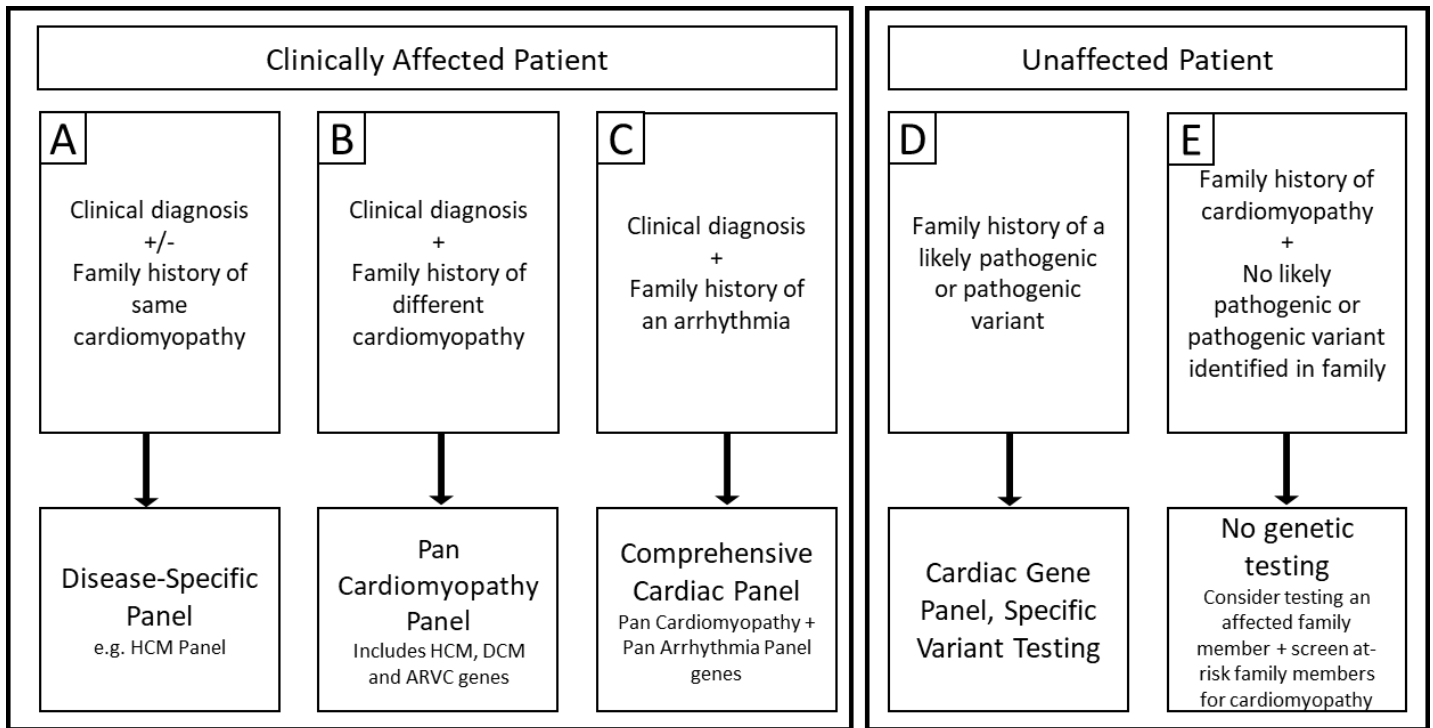 Clinically Affected Patient
A
Clinical diagnosis
+/-
Family history of
same
cardiomyopathy
Disease-Specific
Panel
e.g. HCM Panel
B
Clinical diagnosis
+
Family history of
different
cardiomyopathy
Pan
Cardiomyopathy
Panel
Includes HCM, DCM
and ARVC genes
C
Clinical diagnosis
+
Family history of
an arrhythmia
Comprehensive
Cardiac Panel
Pan Cardiomyopathy +
Pan Arrhythmia Panel
genes
Unaffected Patient
D
Family history of a
likely pathogenic
or pathogenic
variant
Cardiac Gene
Panel, Specific
Variant Testing
E
Family history of
cardiomyopathy
+
No likely
pathogenic or
pathogenic variant
identified in family
No genetic
testing
Consider testing an
affected family
member + screen at-
risk family members
for cardiomyopathy